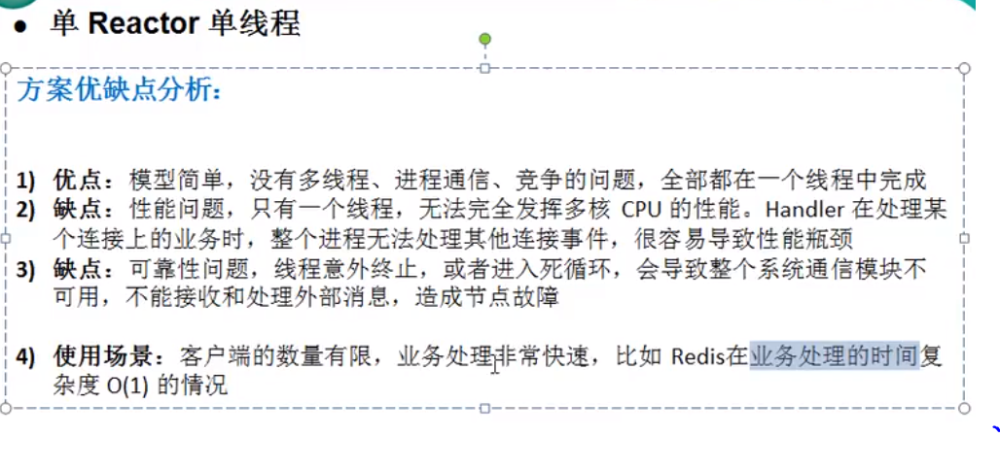 ● 单 Reactor 单线程
方案优缺点分析：
1) 优点：模型简单，没有多线程、进程通信、竞争的问题，全部都在一个线程中完成
2) 缺点：性能问题，只有一个线程，无法完全发挥多核 CPU 的性能。Handler 在处理某
个连接上的业务时，整个进程无法处理其他连接事件，很容易导致性能瓶颈
3) 缺点：可靠性问题，线程意外终止，或者进入死循环，会导致整个系统通信模块不
可用，不能接收和处理外部消息，造成节点故障
4) 使用场景：客户端的数量有限，业务处理非常快速，比如 Redis在业务处理的时间复
杂度 O(1) 的情况